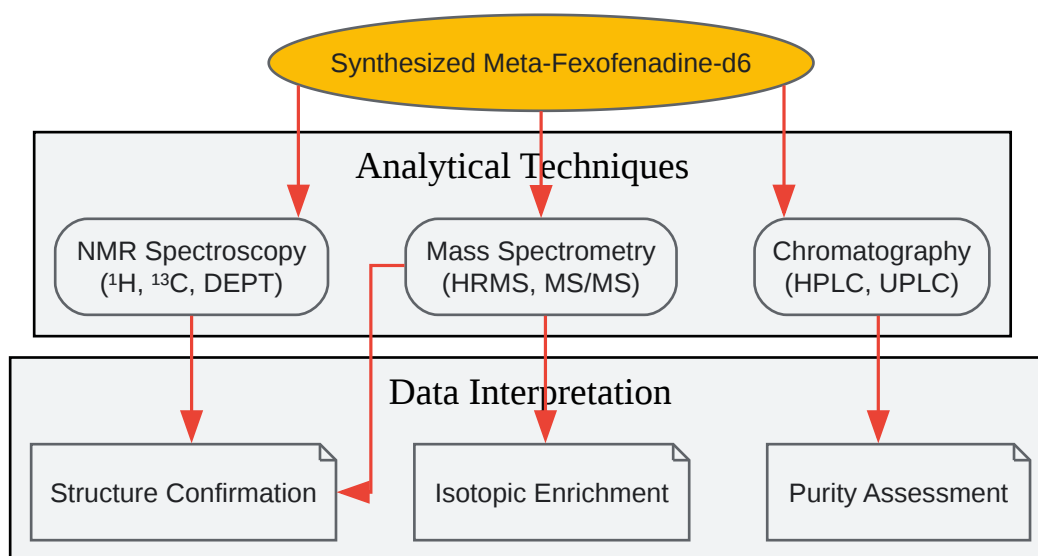 Synthesized Meta-Fexofenadine-d6
Analytical Techniques
NMR Spectroscopy
(¹H, ¹³C, DEPT)
Mass Spectrometry
(HRMS, MS/MS)
Chromatography
(HPLC, UPLC)
Data Interpretation
Structure Confirmation
Isotopic Enrichment
Purity Assessment